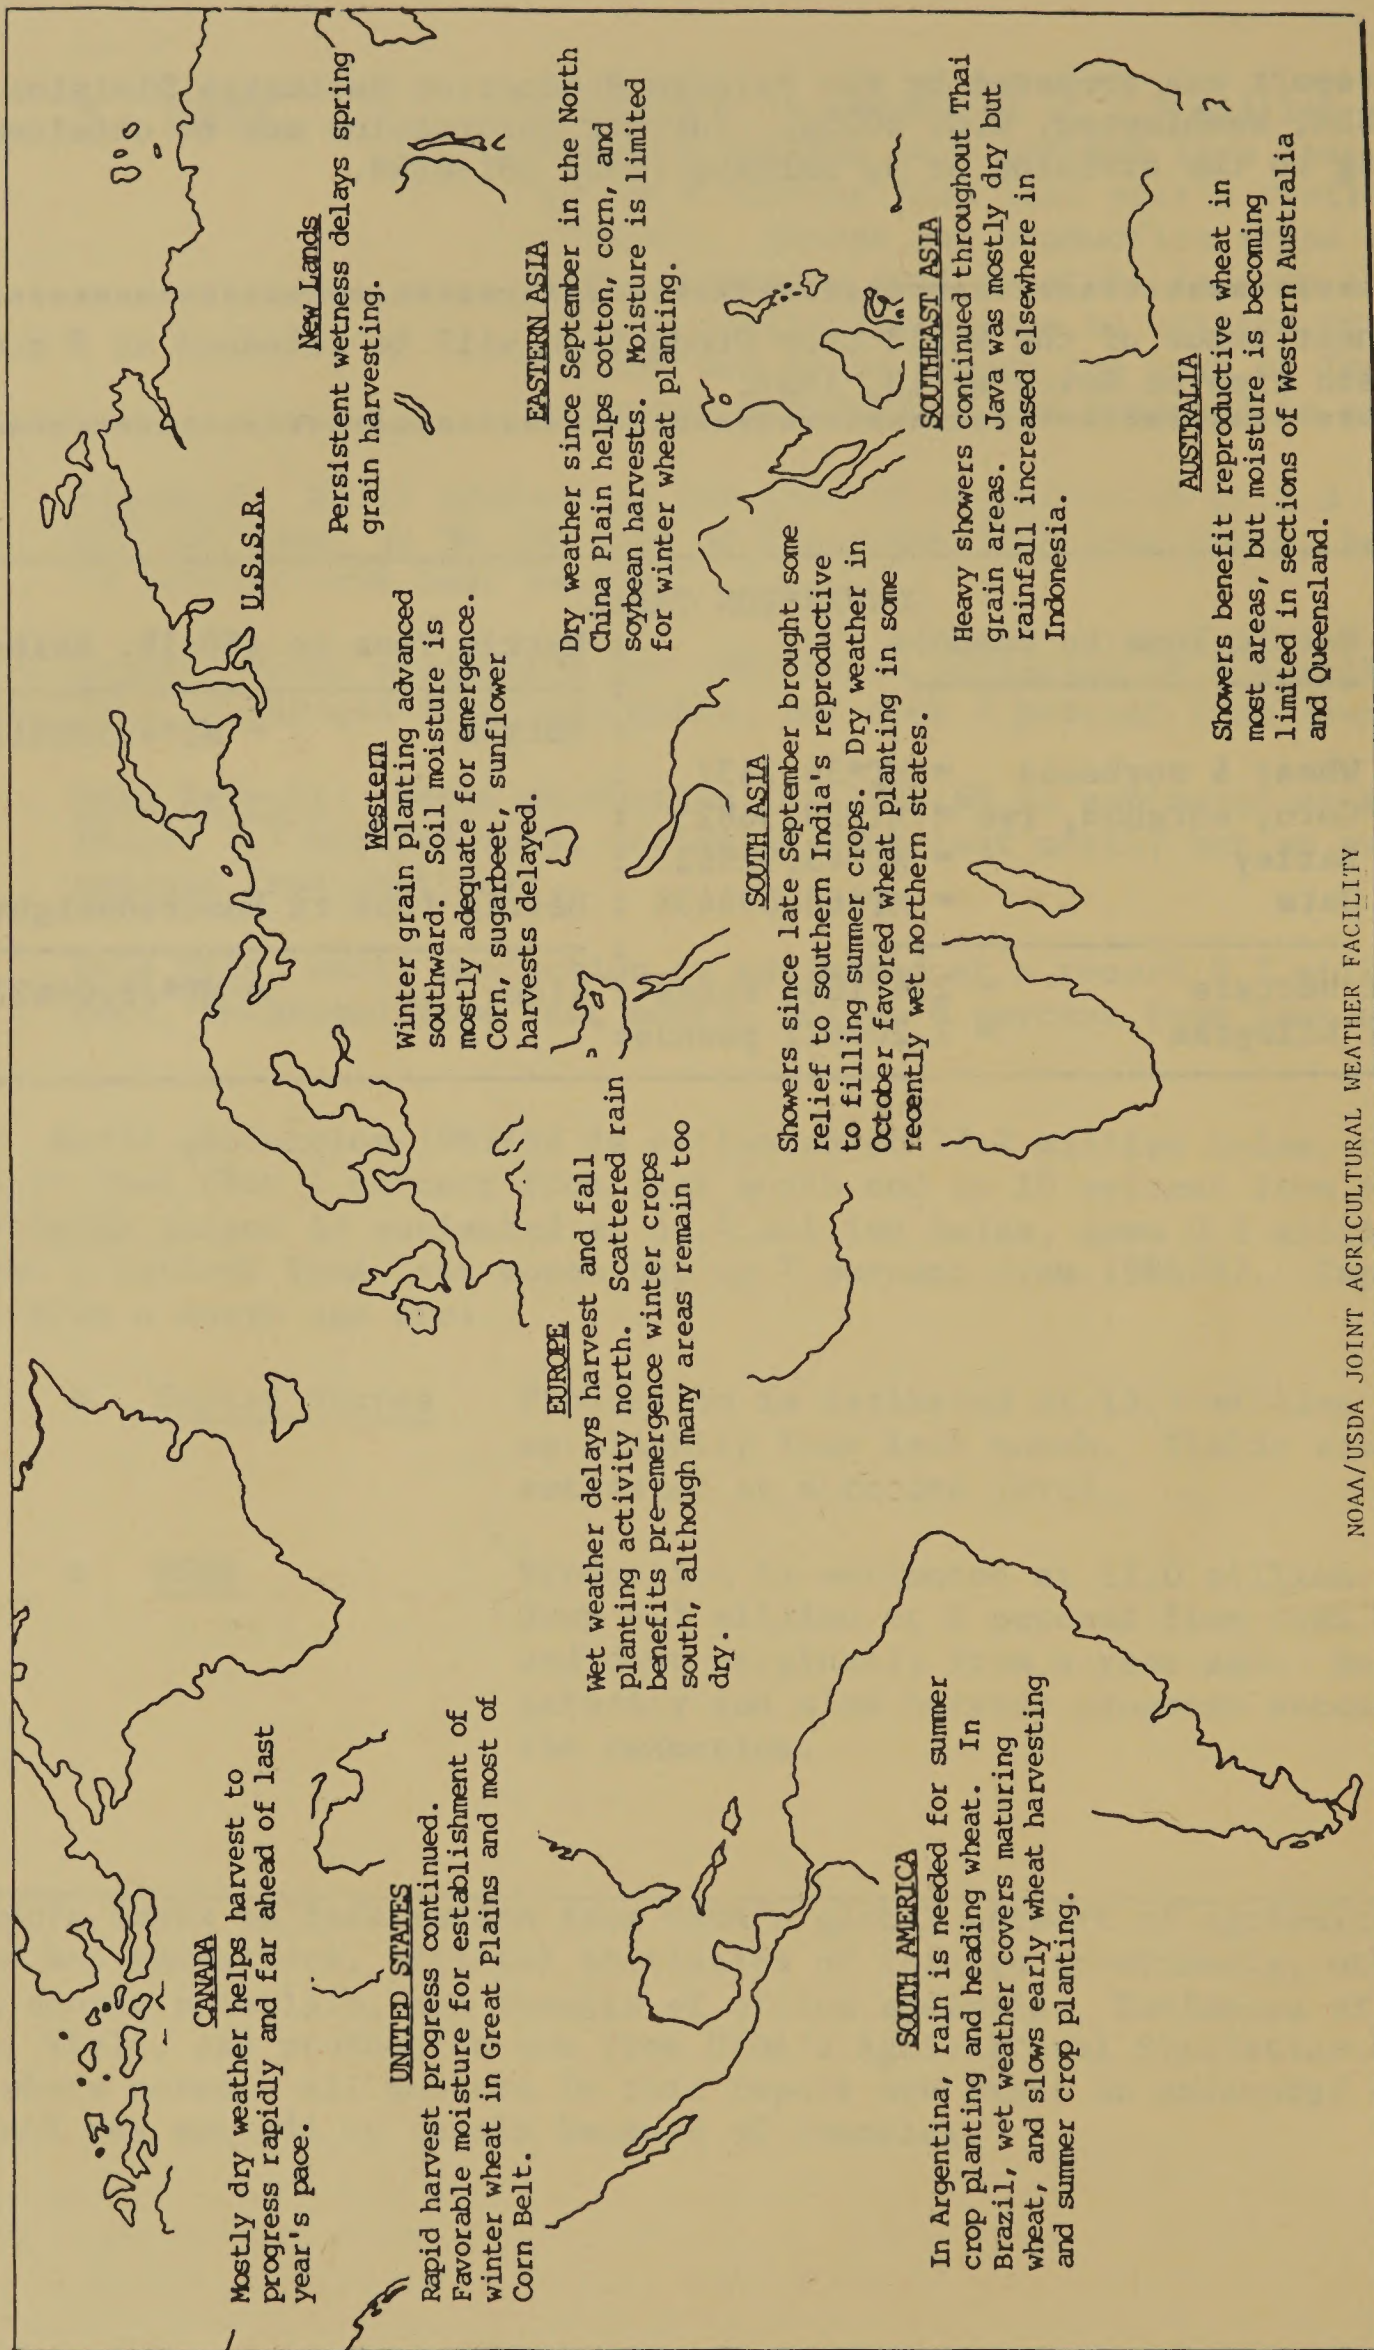 CANADA
Mostly dry weather helps harvest to
progress rapidly and far ahead of last
year's pace.
UNITED STATES
Rapid harvest progress continued.
Favorable moisture for establishment of
winter wheat in Great Plains and most of
Corn Belt.
SOUTH AMERICA
In Argentina, rain is needed for summer
crop planting and heading wheat. In
Brazil, wet weather covers maturing
wheat, and slows early wheat harvesting
and summer crop planting.
EUROPE
Wet weather delays harvest and fall
planting activity north. Scattered rain
benefits pre-emergence winter crops
south, although many areas remain too
dry.
U.S.S.R.
Western
Winter grain planting advanced
southward. Soil moisture is
mostly adequate for emergence.
Corn, sugarbeet, sunflower
harvests delayed.
New Lands
Persistent wetness delays spring
grain harvesting.
SOUTH ASIA
Showers since late September brought some
relief to southern India's reproductive
to filling summer crops. Dry weather in
October favored wheat planting in some
recently wet northern states.
EASTERN ASIA
Dry weather since September in the North
China Plain helps cotton, corn, and
soybean harvests. Moisture is limited
for winter wheat planting.
SOUTHEAST ASIA
Heavy showers continued throughout Thai
grain areas. Java was mostly dry but
rainfall increased elsewhere in
Indonesia.
AUSTRALIA
Showers benefit reproductive wheat in
most areas, but moisture is becoming
limited in sections of Western Australia
and Queensland.
NOAA/USDA JOINT AGRICULTURAL WEATHER FACILITY